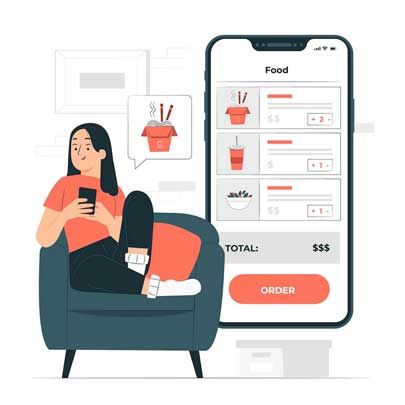 Food
$$
- 2 -
$
- 1 -
$$
- 1 -
TOTAL: $$$
ORDER